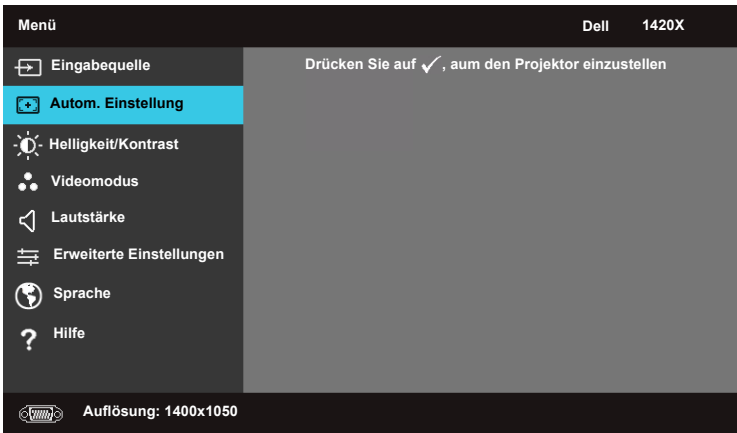 Menü
Dell 1420X
Eingabequelle
Drücken Sie auf ✓, aum den Projektor einzustellen
Autom. Einstellung
Helligkeit/Kontrast
Videomodus
Lautstärke
Erweiterte Einstellungen
Sprache
Hilfe
Auflösung: 1400x1050